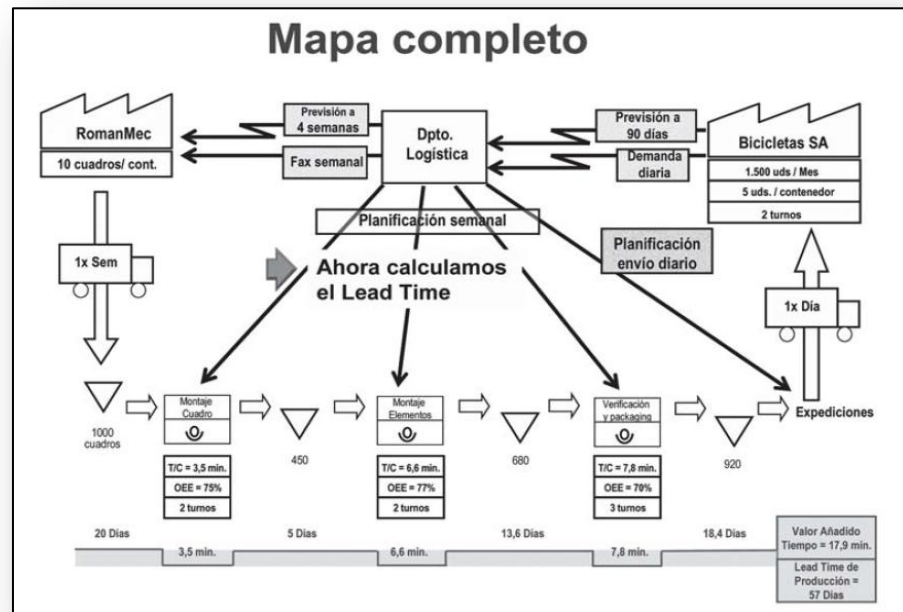 Mapa completo
RomanMec
10 cuadros/ cont.
Previsión a
4 semanas
Fax semanal
Dpto.
Logística
Previsión a
90 días
Demanda
diaria
Bicicletas SA
1.500 uds / Mes
5 uds. / contenedor
2 turnos
Planificación semanal
Planificación
envío diario
1x Sem
Ahora calculamos
el Lead Time
1x Día
1000
cuadros
Montaje
Cuadro
450
Montaje
Elementos
680
Verificación
y packaging
920
Expediciones
T/C = 3,5 min.
OEE = 75%
2 turnos
T/C = 6,6 min.
OEE = 77%
2 turnos
T/C = 7,8 min.
OEE = 70%
3 turnos
20 Días
3,5 min.
5 Días
6,6 min.
13,6 Días
7,8 min.
18,4 Días
Valor Añadido
Tiempo = 17,9 min.
Lead Time de
Producción =
57 Días